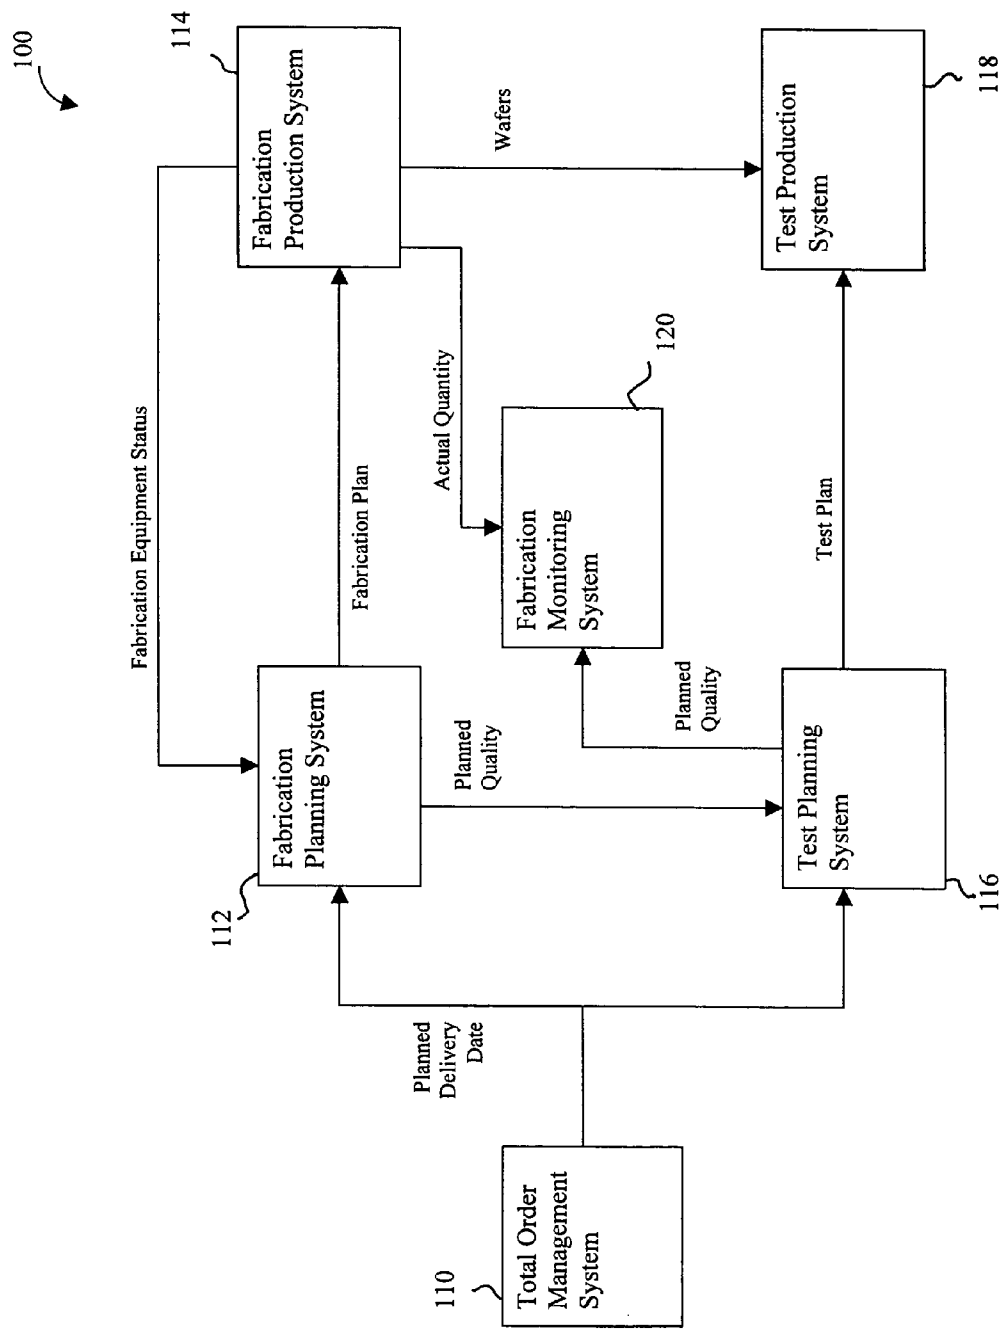 100
Fabrication Equipment Status
112
Fabrication
Planning System
Fabrication Plan
114
Fabrication
Production System
Planned
Delivery
Date
Planned
Quality
Actual Quantity
Wafers
110
Total Order
Management
System
Fabrication
Monitoring
System
120
Planned
Quality
116
Test Planning
System
Test Plan
Test Production
System
118